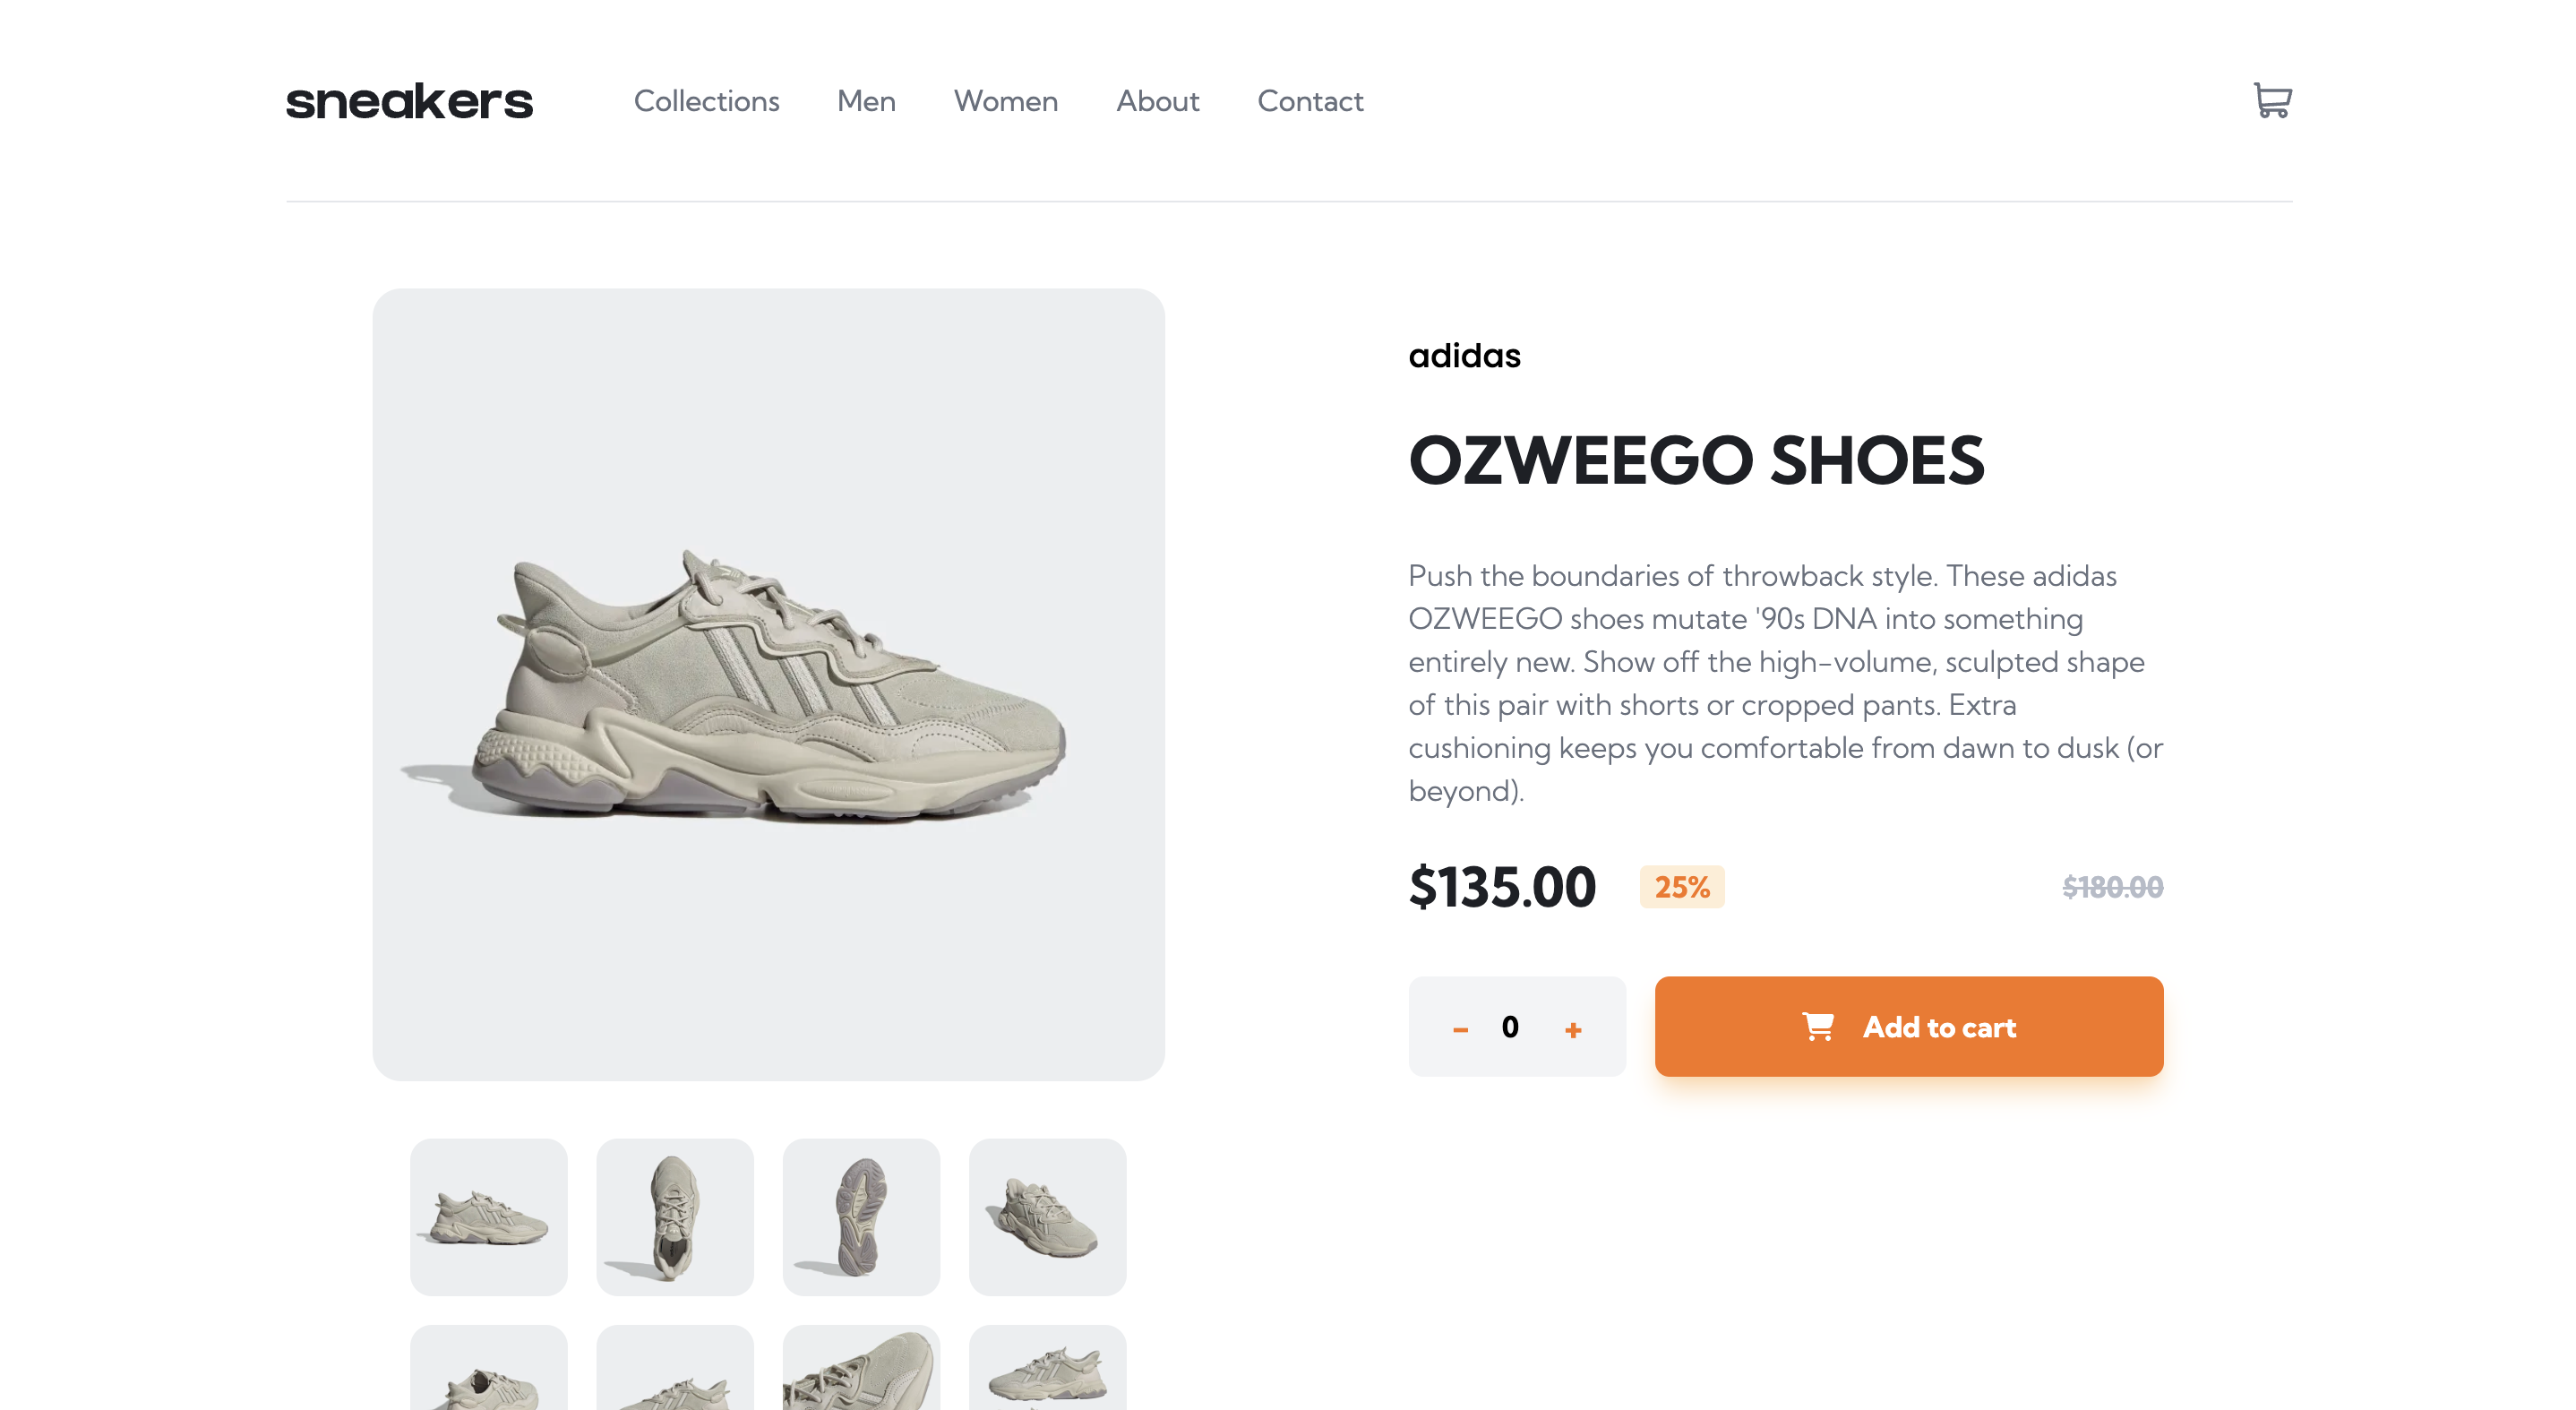 sneakers
Collections Men Women About Contact
adidas
OZWEEGO SHOES
Push the boundaries of throwback style. These adidas
OZWEEGO shoes mutate '90s DNA into something
entirely new. Show off the high-volume, sculpted shape
of this pair with shorts or cropped pants. Extra
cushioning keeps you comfortable from dawn to dusk (or
beyond).
$135.00 25% $180.00
- 0 + Add to cart